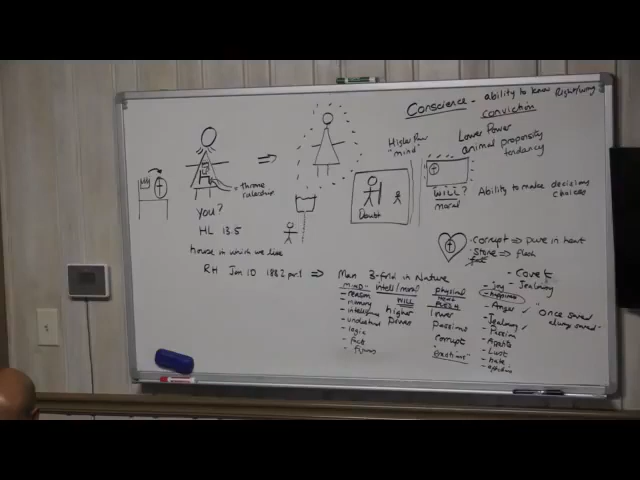 Conscience - ability to know Right/wrong
conviction
Lower Power
animal propensity
tendancy
Higher Pwr
"mind"
WILL? Ability to make decisions
choices
moral
= throne
rulership
Doubt
you?
HL 13.5
house in which we live
RH Jan 10 1882 par.1 ⇒ Man 3-fold in Nature
corrupt ⇒ pure in heart
stone ⇒ flesh
- Covet
- Jealousy
MIND - Intell/moral physical
- reason
- memory
- intelligence
- understand
- logic
- facts
WILL
higher
power
lower
passions
corrupt
"emotions"
- Joy
- happiness
- Anger ✓
- Jealousy ✓
- Passion
- Appetite
- Lust
- hate
"Once saved
always saved"